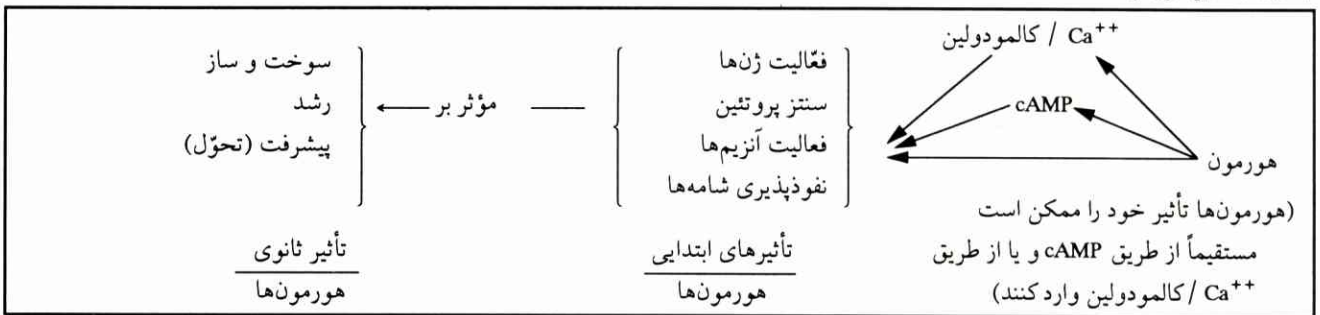 Ca⁺⁺ / کالمودولین
cAMP
هورمون
(هورمون‌ها تأثیر خود را ممکن است
مستقیماً از طریق cAMP و یا از طریق
Ca⁺⁺ / کالمودولین وارد کنند)
فعّالیت ژن‌ها
سنتز پروتئین
فعالیت آنزیم‌ها
نفوذپذیری شامه‌ها
تأثیرهای ابتدایی
هورمون‌ها
مؤثر بر
سوخت و ساز
رشد
پیشرفت (تحوّل)
تأثیر ثانوی
هورمون‌ها